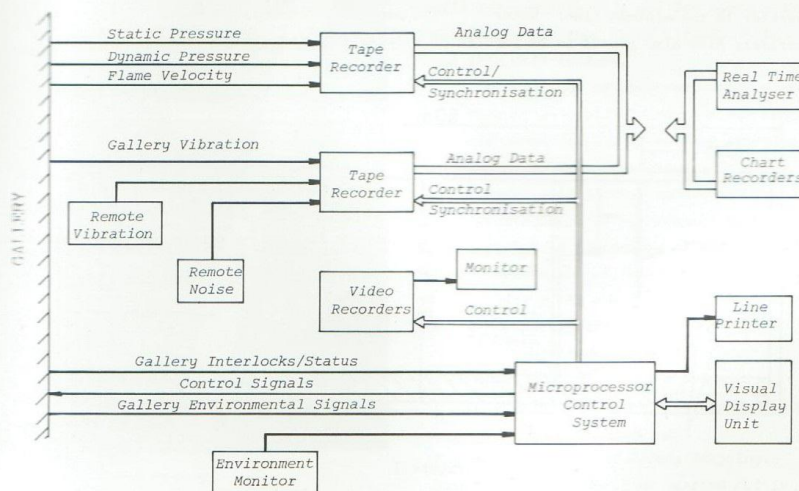 Static Pressure
Dynamic Pressure
Flame Velocity
Tape
Recorder
Analog Data
Control/
Synchronisation
Real Time
Analyser
Gallery Vibration
Tape
Recorder
Analog Data
Control
Synchronisation
Chart
Recorders
Remote
Vibration
Remote
Noise
GALLERY
Video
Recorders
Monitor
Control
Line
Printer
Gallery Interlocks/Status
Control Signals
Gallery Environmental Signals
Microprocessor
Control
System
Visual
Display
Unit
Environment
Monitor